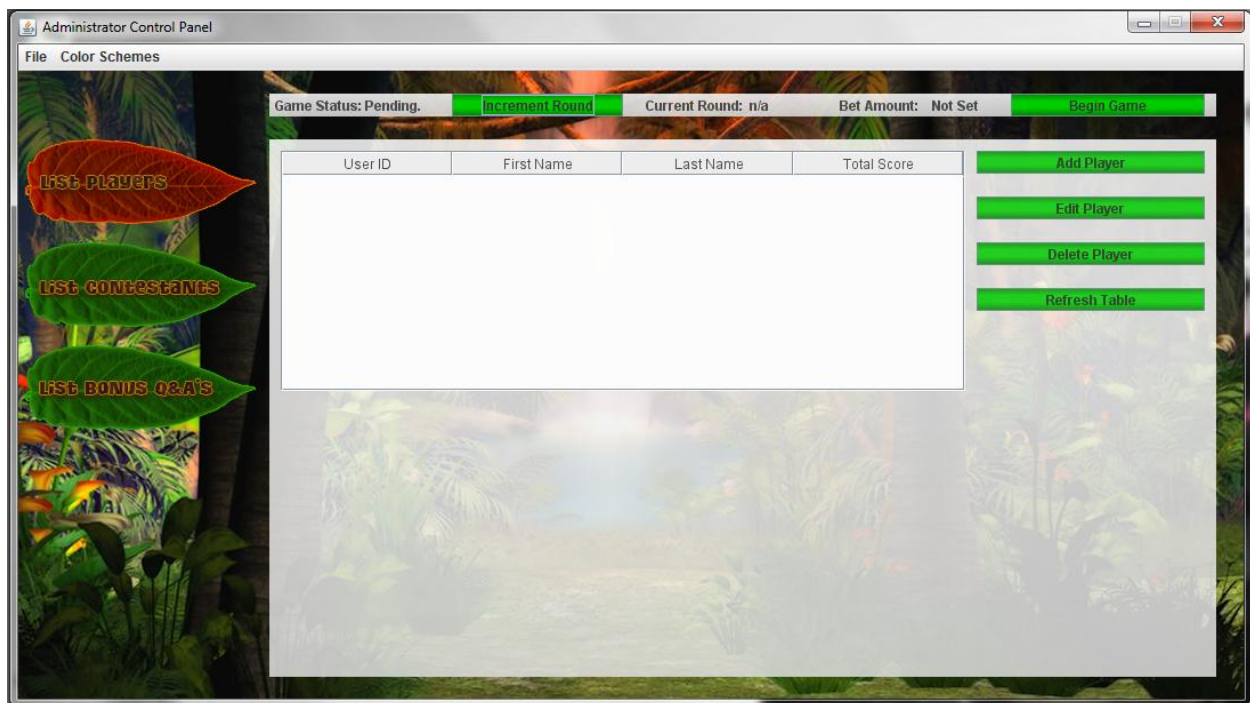 Administrator Control Panel
File Color Schemes
Game Status: Pending. Increment Round Current Round: n/a Bet Amount: Not Set Begin Game
List Players
List Contestants
List Bonus Q&A's
User ID First Name Last Name Total Score
Add Player
Edit Player
Delete Player
Refresh Table